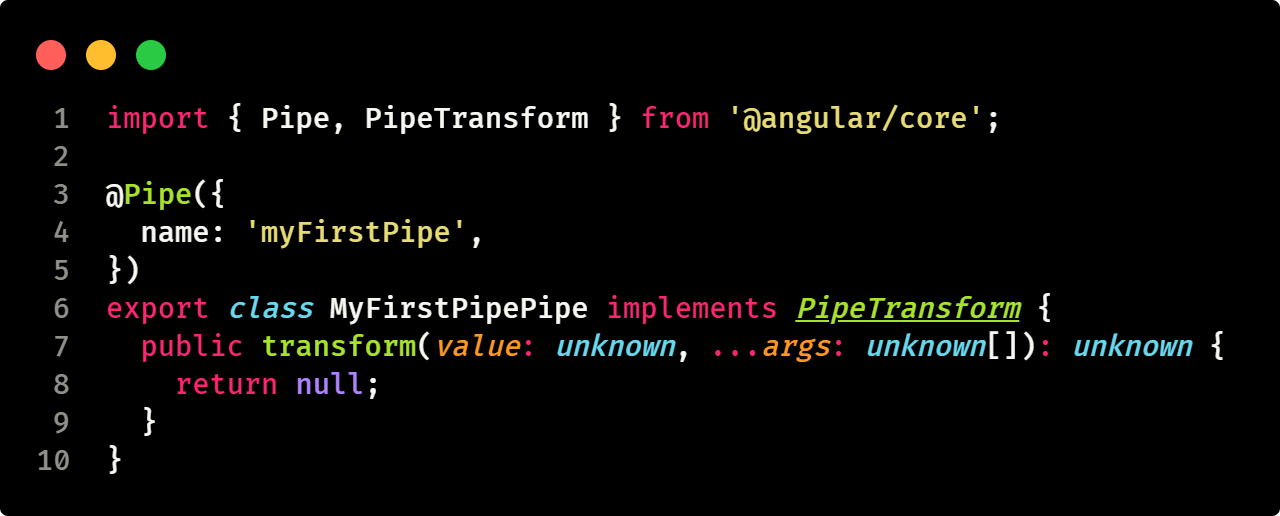 1 import { Pipe, PipeTransform } from '@angular/core';
2
3 @Pipe({
4   name: 'myFirstPipe',
5 })
6 export class MyFirstPipePipe implements PipeTransform {
7   public transform(value: unknown, ...args: unknown[]): unknown {
8     return null;
9   }
10 }